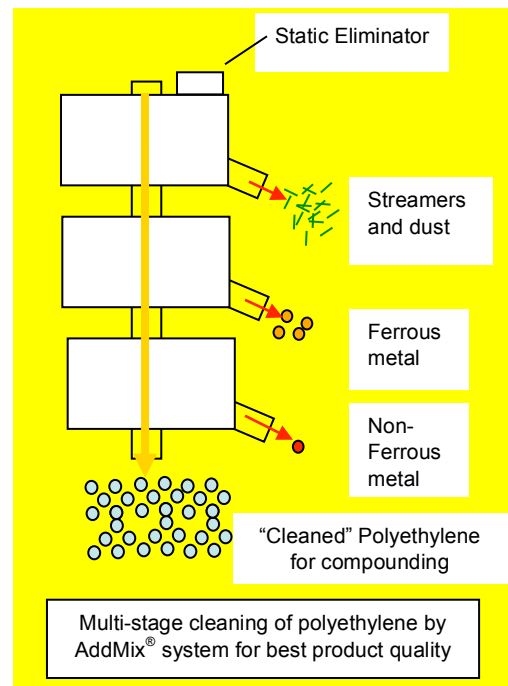 Static Eliminator
Streamers
and dust
Ferrous
metal
Non-
Ferrous
metal
“Cleaned” Polyethylene
for compounding
Multi-stage cleaning of polyethylene by
AddMix® system for best product quality